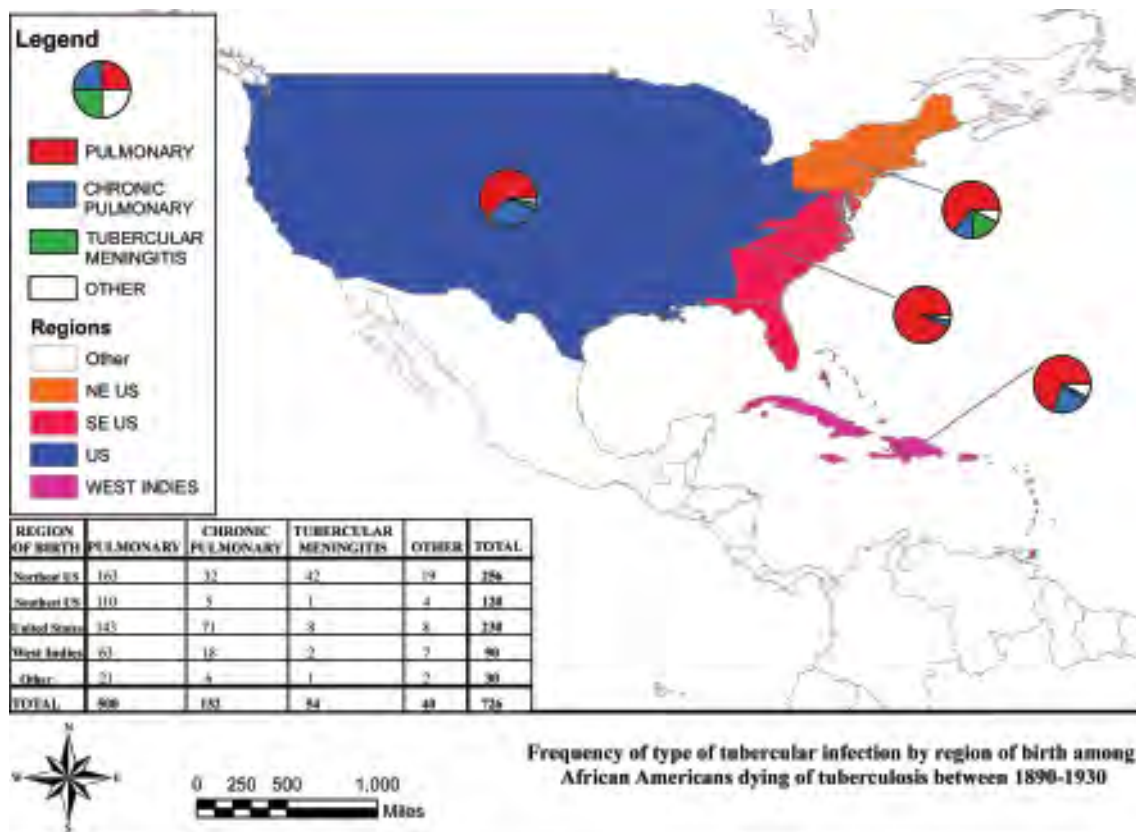 Legend
PULMONARY
CHRONIC
PULMONARY
TUBERCULAR
MENINGITIS
OTHER
Regions
Other
NE US
SE US
US
WEST INDIES
REGION OF BIRTH PULMONARY CHRONIC PULMONARY TUBERCULAR MENINGITIS OTHER TOTAL
Northeast US 163 32 42 19 256
Southeast US 110 5 1 4 120
United States 143 71 8 8 230
West Indies 63 18 2 7 90
Other 21 6 1 2 30
TOTAL 500 132 54 40 726
N
W E
S
0 250 500 1,000
Miles
Frequency of type of tubercular infection by region of birth among
African Americans dying of tuberculosis between 1890-1930